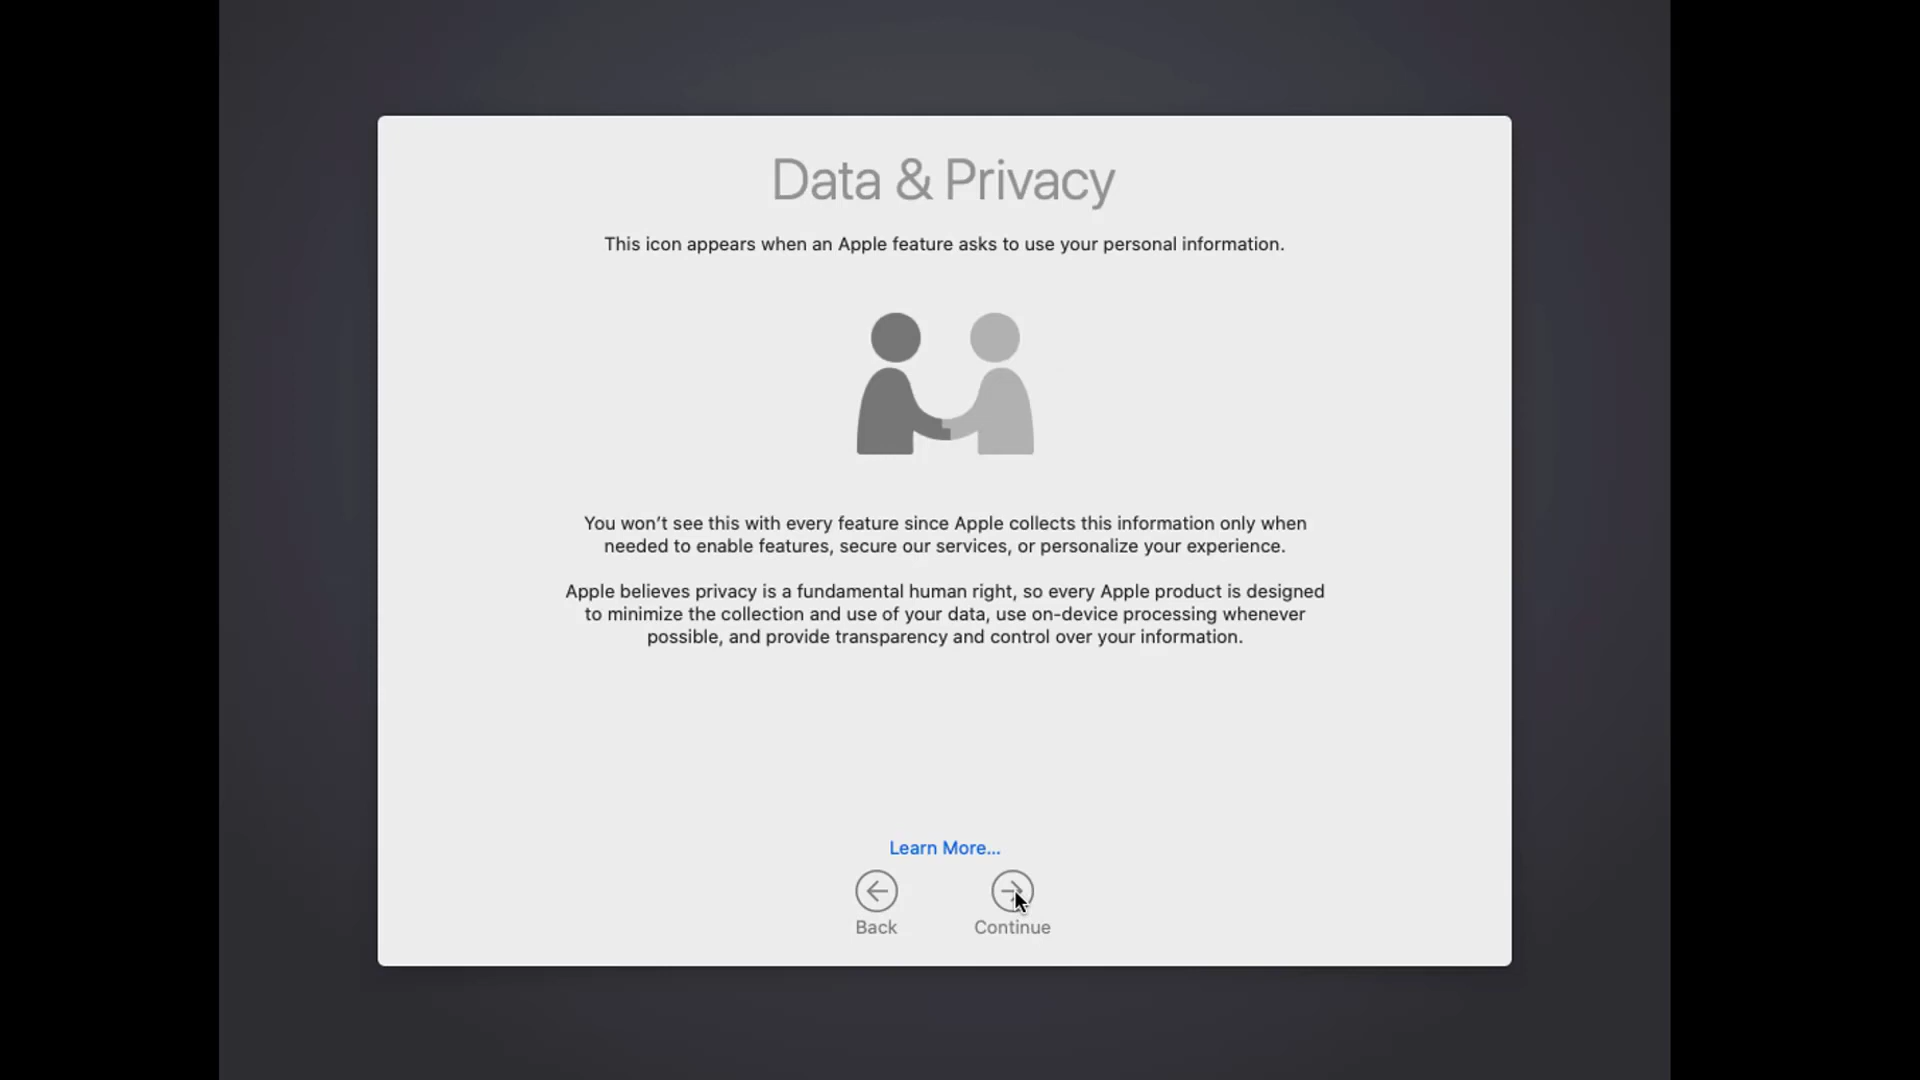 Data & Privacy
This icon appears when an Apple feature asks to use your personal information.
You won’t see this with every feature since Apple collects this information only when
needed to enable features, secure our services, or personalize your experience.
Apple believes privacy is a fundamental human right, so every Apple product is designed
to minimize the collection and use of your data, use on-device processing whenever
possible, and provide transparency and control over your information.
Learn More...
Back
Continue